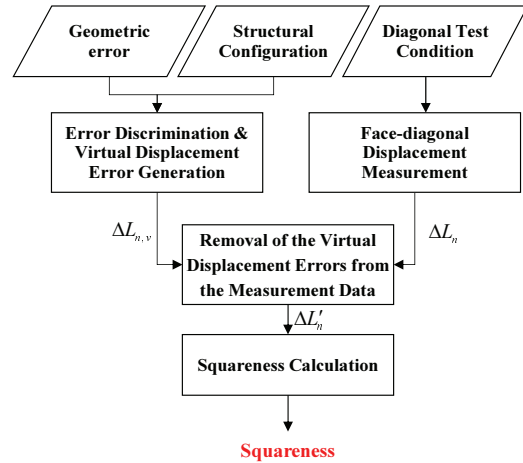 Geometric
error
Structural
Configuration
Diagonal Test
Condition
Error Discrimination &
Virtual Displacement
Error Generation
Face-diagonal
Displacement
Measurement
ΔL_{n,v}
ΔL_n
Removal of the Virtual
Displacement Errors from
the Measurement Data
ΔL'_n
Squareness Calculation
Squareness